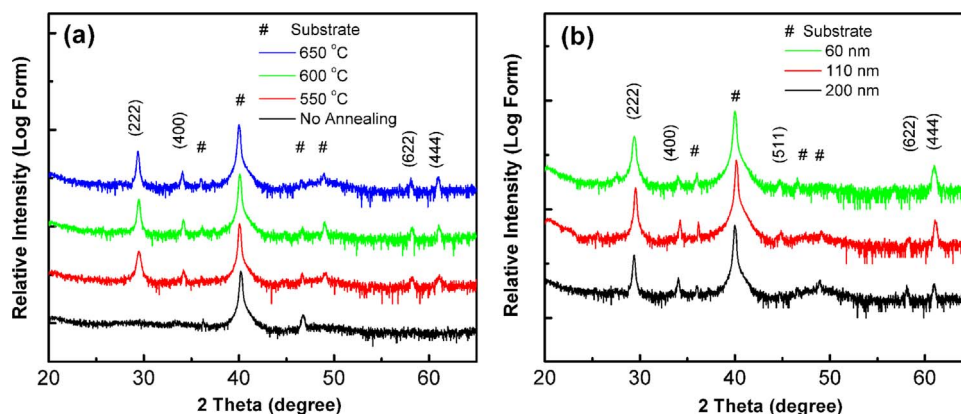 (a)
# Substrate
650 °C
600 °C
550 °C
No Annealing
(222)
(400)
#
#
#
#
(622)
(444)
Relative Intensity (Log Form)
20 30 40 50 60
2 Theta (degree)
(b)
# Substrate
60 nm
110 nm
200 nm
(222)
(400)
#
#
(511)
#
#
(622)
(444)
Relative Intensity (Log Form)
20 30 40 50 60
2 Theta (degree)